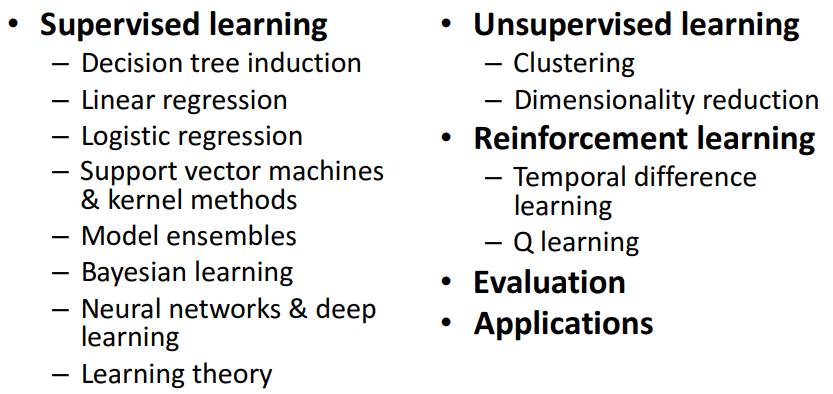 • Supervised learning
– Decision tree induction
– Linear regression
– Logistic regression
– Support vector machines
& kernel methods
– Model ensembles
– Bayesian learning
– Neural networks & deep
learning
– Learning theory
• Unsupervised learning
– Clustering
– Dimensionality reduction
• Reinforcement learning
– Temporal difference
learning
– Q learning
• Evaluation
• Applications